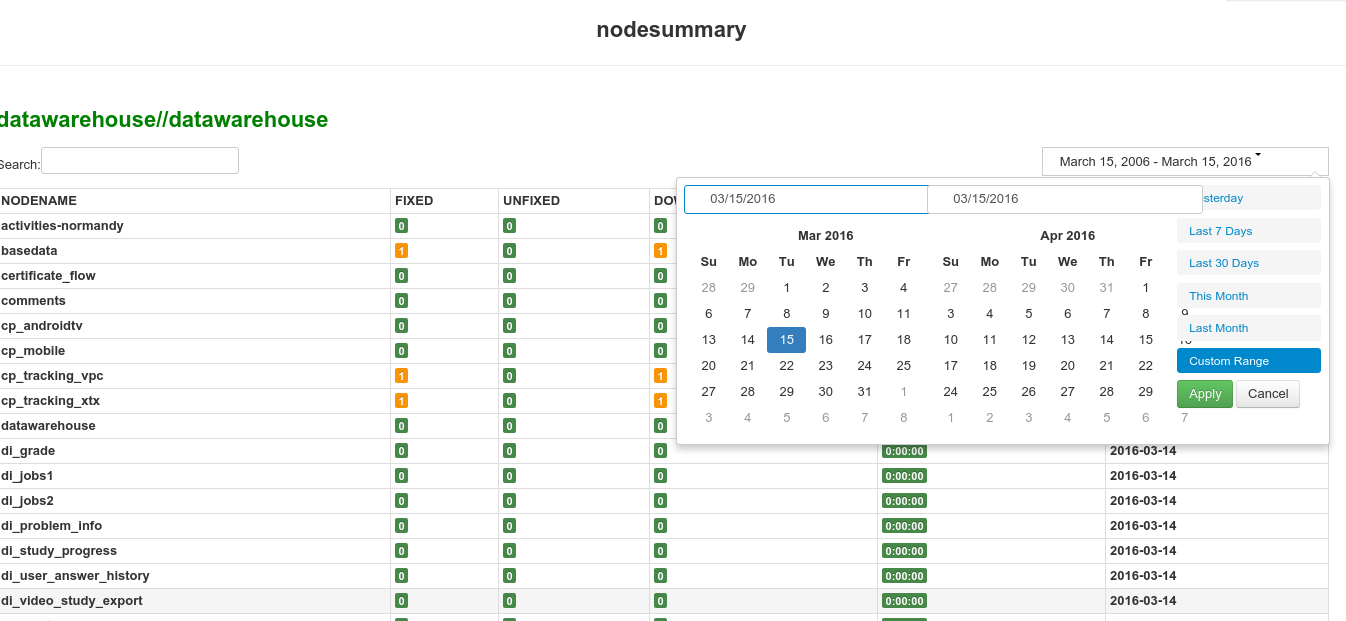 nodesummary
datawarehouse//datawarehouse
Search:
March 15, 2006 - March 15, 2016
NODENAME FIXED UNFIXED
activities-normandy 0 0 0
basedata 1 0 1
certificate_flow 0 0 0
comments 0 0 0
cp_androidtv 0 0 0
cp_mobile 0 0 0
cp_tracking_vpc 1 0 1
cp_tracking_xtx 1 0 1
datawarehouse 0 0 0
di_grade 0 0 0 0:00:00 2016-03-14
di_jobs1 0 0 0 0:00:00 2016-03-14
di_jobs2 0 0 0 0:00:00 2016-03-14
di_problem_info 0 0 0 0:00:00 2016-03-14
di_study_progress 0 0 0 0:00:00 2016-03-14
di_user_answer_history 0 0 0 0:00:00 2016-03-14
di_video_study_export 0 0 0 0:00:00 2016-03-14
03/15/2016 03/15/2016
Mar 2016
Su Mo Tu We Th Fr
28 29 1 2 3 4
6 7 8 9 10 11
13 14 15 16 17 18
20 21 22 23 24 25
27 28 29 30 31 1
3 4 5 6 7 8
Apr 2016
Su Mo Tu We Th Fr
27 28 29 30 31 1
3 4 5 6 7 8 9
10 11 12 13 14 15
17 18 19 20 21 22
24 25 26 27 28 29
1 2 3 4 5 6 7
sterday
Last 7 Days
Last 30 Days
This Month
Last Month
Custom Range
Apply Cancel